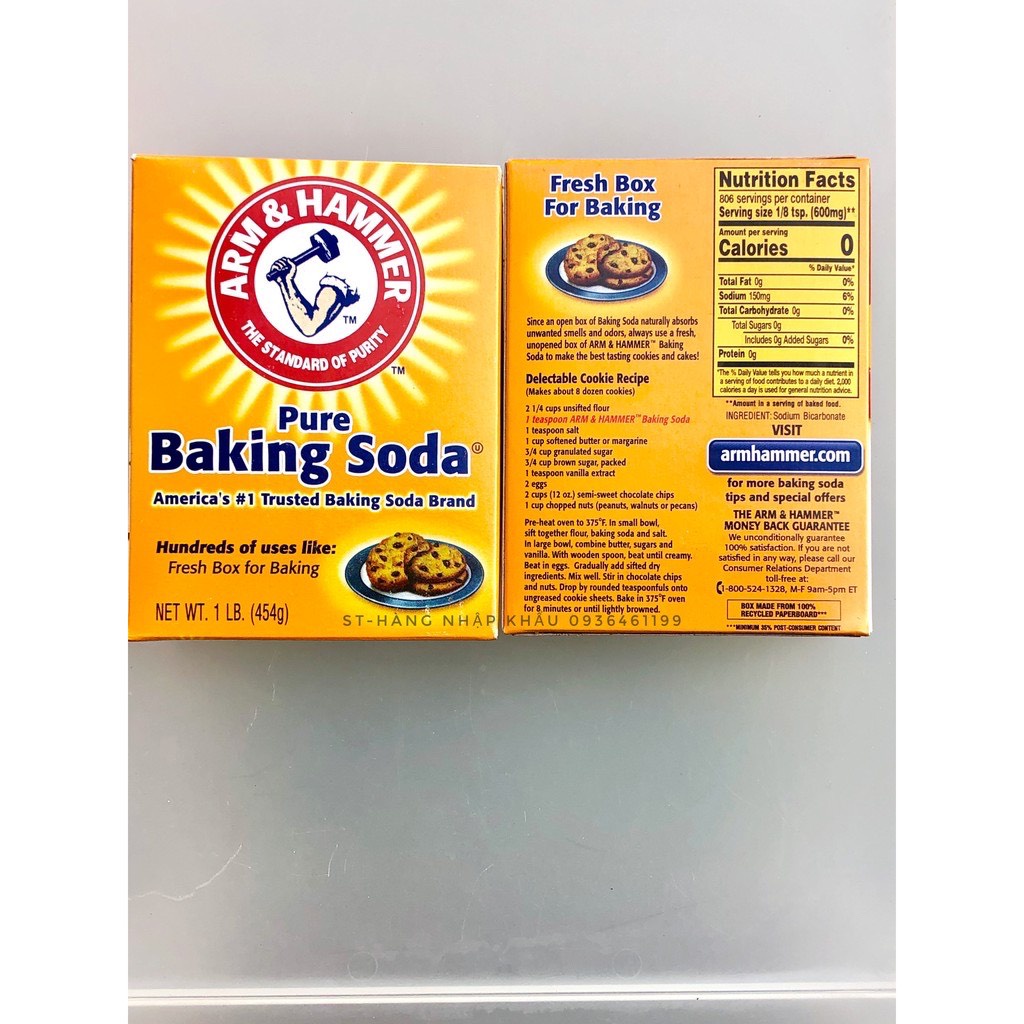 ARM & HAMMER
THE STANDARD OF PURITY
TM
TM
Pure
Baking Soda
U
America's #1 Trusted Baking Soda Brand
Hundreds of uses like:
Fresh Box for Baking
NET WT. 1 LB. (454g)
Fresh Box
For Baking
Since an open box of Baking Soda naturally absorbs
unwanted smells and odors, always use a fresh,
unopened box of ARM & HAMMER™ Baking
Soda to make the best tasting cookies and cakes!
Delectable Cookie Recipe
(Makes about 8 dozen cookies)
2 1/4 cups unsifted flour
1 teaspoon ARM & HAMMER™ Baking Soda
1 teaspoon salt
1 cup softened butter or margarine
3/4 cup granulated sugar
3/4 cup brown sugar, packed
1 teaspoon vanilla extract
2 eggs
2 cups (12 oz.) semi-sweet chocolate chips
1 cup chopped nuts (peanuts, walnuts or pecans)
Pre-heat oven to 375°F. In small bowl,
sift together flour, baking soda and salt.
In large bowl, combine butter, sugars and
vanilla. With wooden spoon, beat until creamy.
Beat in eggs. Gradually add sifted dry
ingredients. Mix well. Stir in chocolate chips
and nuts. Drop by rounded teaspoonfuls onto
ungreased cookie sheets. Bake in 375°F oven
for 8 minutes or until lightly browned.
Nutrition Facts
806 servings per container
Serving size 1/8 tsp. (600mg)**
Amount per serving
Calories 0
% Daily Value*
Total Fat 0g 0%
Sodium 150mg 6%
Total Carbohydrate 0g 0%
Total Sugars 0g
Includes 0g Added Sugars 0%
Protein 0g
*The % Daily Value tells you how much a nutrient in
a serving of food contributes to a daily diet. 2,000
calories a day is used for general nutrition advice.
**Amount in a serving of baked food.
INGREDIENT: Sodium Bicarbonate
VISIT
armhammer.com
for more baking soda
tips and special offers
THE ARM & HAMMER™
MONEY BACK GUARANTEE
We unconditionally guarantee
100% satisfaction. If you are not
satisfied in any way, please call our
Consumer Relations Department
toll-free at:
1-800-524-1328, M-F 9am-5pm ET
BOX MADE FROM 100%
RECYCLED PAPERBOARD***
***MINIMUM 35% POST-CONSUMER CONTENT
ST-HÀNG NHẬP KHẨU 0936461199